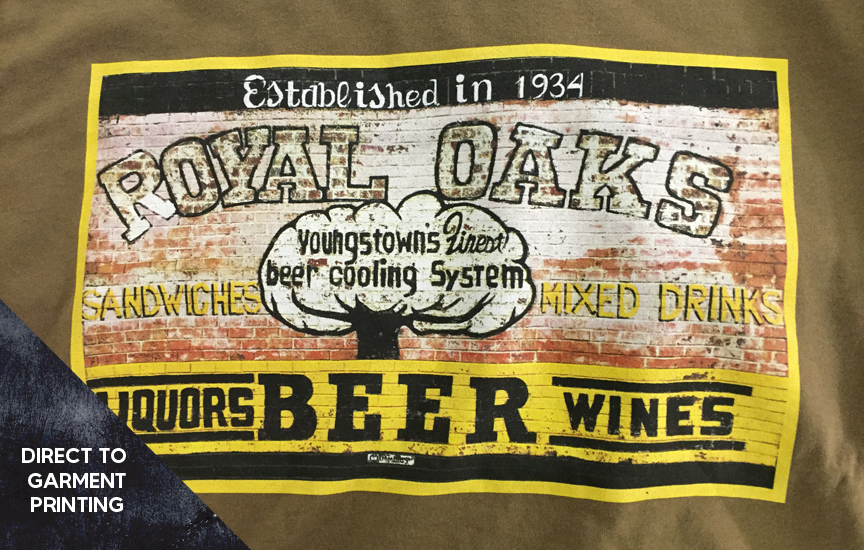 Established in 1934
ROYAL OAKS
Youngstown's Finest
beer cooling System
SANDWICHES
MIXED DRINKS
LIQUORS BEER WINES
DIRECT TO
GARMENT
PRINTING